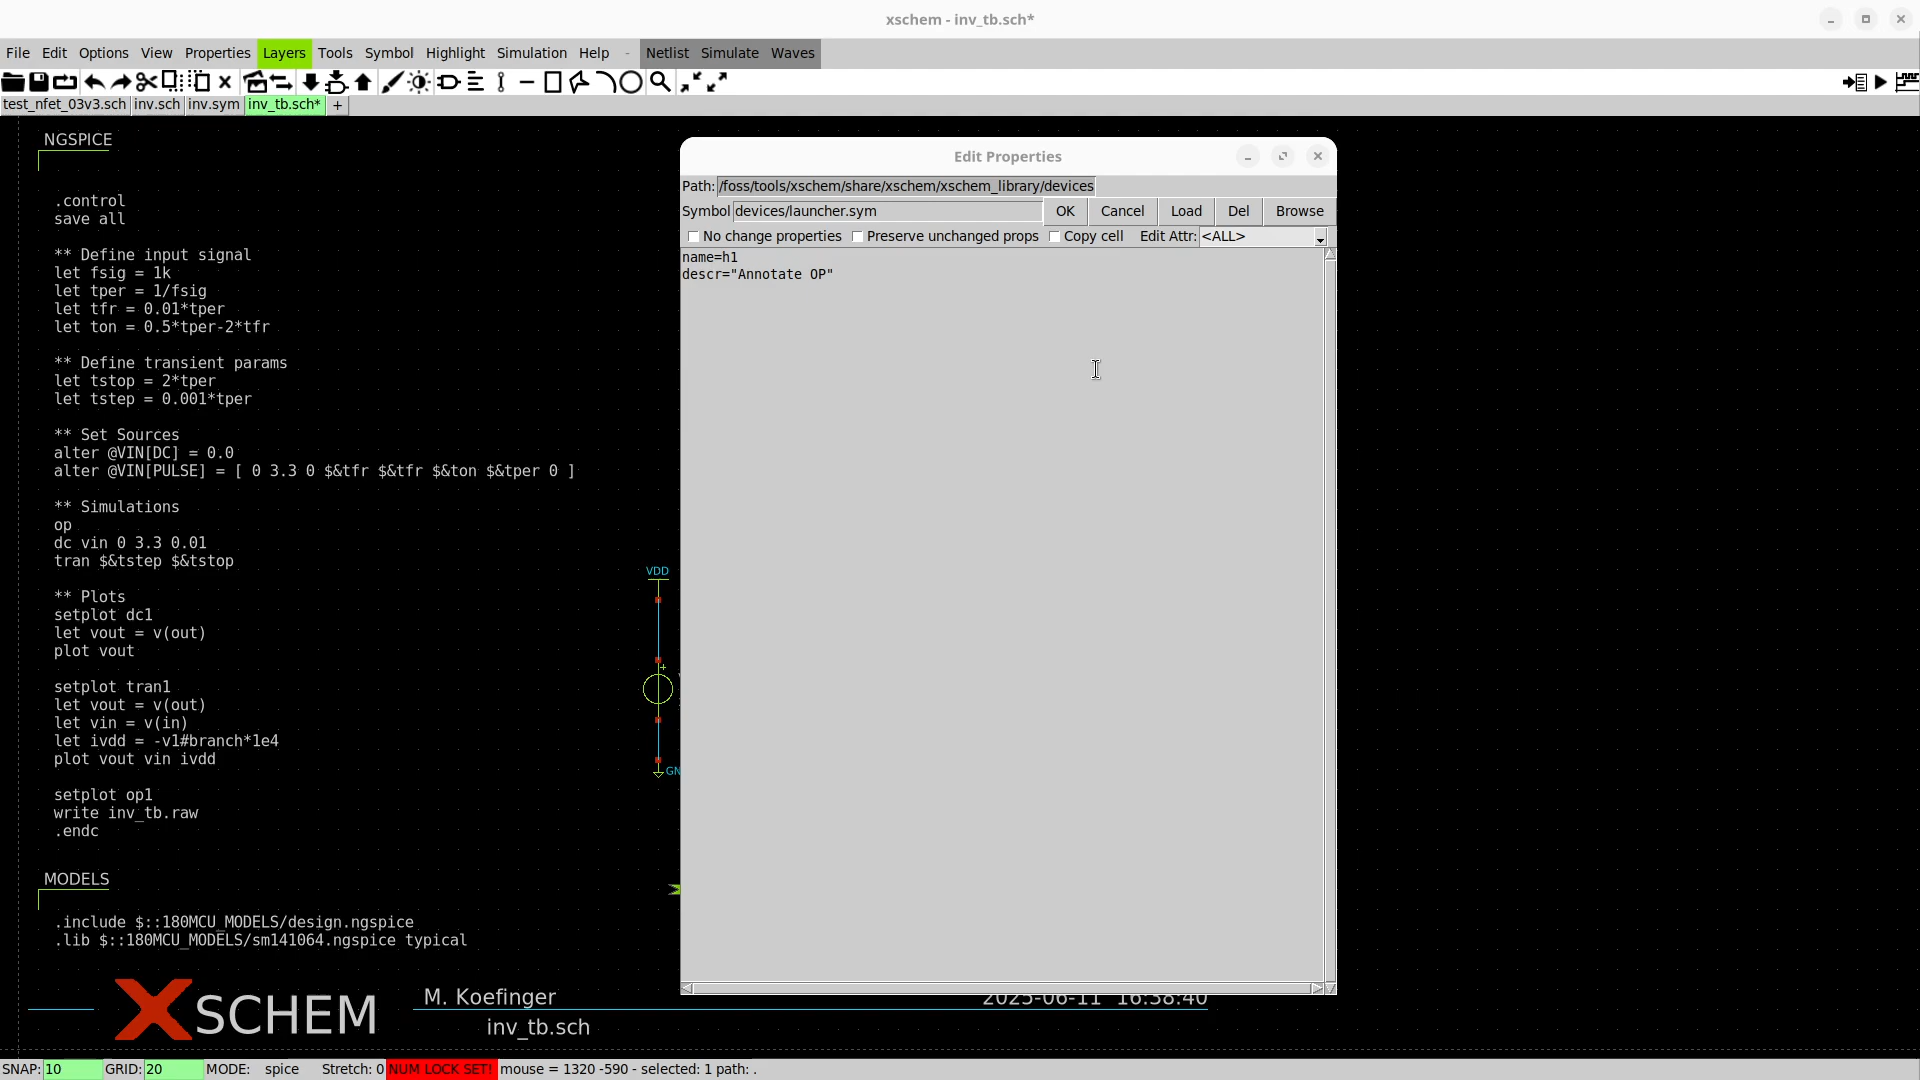 xschem - inv_tb.sch*
File Edit Options View Properties Layers Tools Symbol Highlight Simulation Help - Netlist Simulate Waves
test_nfet_03v3.sch inv.sch inv.sym inv_tb.sch* +
NGSPICE
.control
save all
** Define input signal
let fsig = 1k
let tper = 1/fsig
let tfr = 0.01*tper
let ton = 0.5*tper-2*tfr
** Define transient params
let tstop = 2*tper
let tstep = 0.001*tper
** Set Sources
alter @VIN[DC] = 0.0
alter @VIN[PULSE] = [ 0 3.3 0 $&tfr $&tfr $&ton $&tper 0 ]
** Simulations
op
dc vin 0 3.3 0.01
tran $&tstep $&tstop
** Plots
setplot dc1
let vout = v(out)
plot vout
setplot tran1
let vout = v(out)
let vin = v(in)
let ivdd = -v1#branch*1e4
plot vout vin ivdd
setplot op1
write inv_tb.raw
.endc
MODELS
.include $::180MCU_MODELS/design.ngspice
.lib $::180MCU_MODELS/sm141064.ngspice typical
VDD
GN
Edit Properties
Path: /foss/tools/xschem/share/xschem/xschem_library/devices
Symbol devices/launcher.sym OK Cancel Load Del Browse
No change properties Preserve unchanged props Copy cell Edit Attr: <ALL>
name=h1
descr="Annotate OP"
XSCHEM
M. Koefinger
2025-06-11 16:38:40
inv_tb.sch
SNAP: 10 GRID: 20 MODE: spice Stretch: 0 NUM LOCK SET! mouse = 1320 -590 - selected: 1 path: .